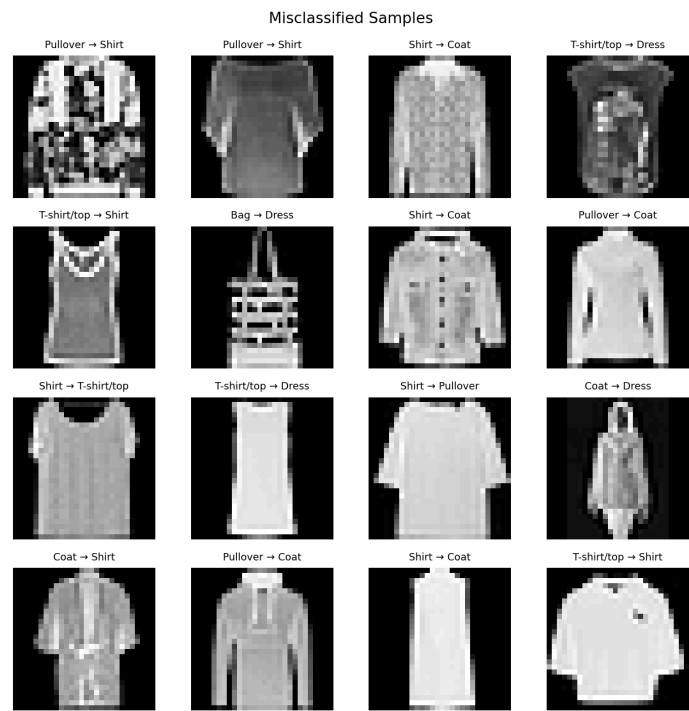 Misclassified Samples
Pullover → Shirt
Pullover → Shirt
Shirt → Coat
T-shirt/top → Dress
T-shirt/top → Shirt
Bag → Dress
Shirt → Coat
Pullover → Coat
Shirt → T-shirt/top
T-shirt/top → Dress
Shirt → Pullover
Coat → Dress
Coat → Shirt
Pullover → Coat
Shirt → Coat
T-shirt/top → Shirt